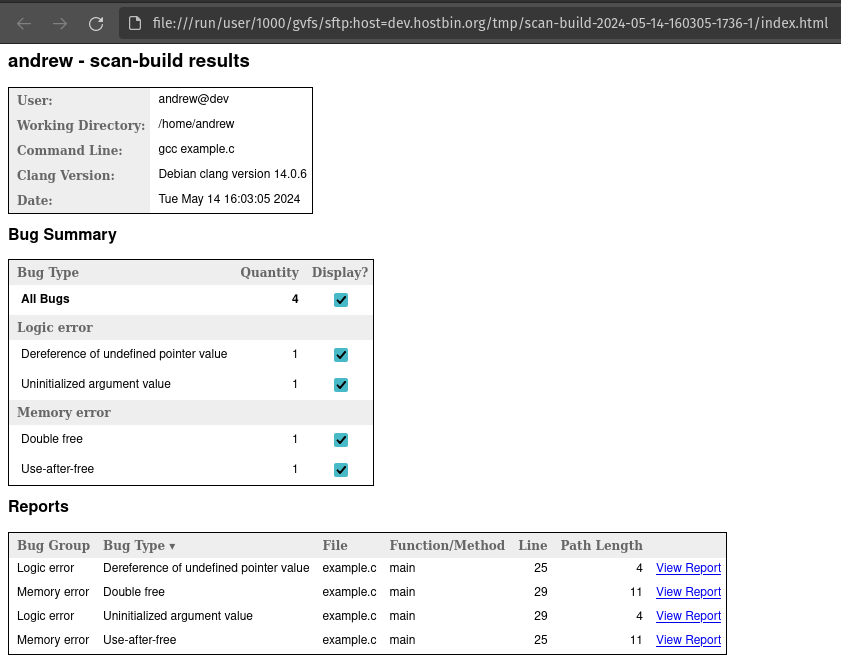 file:///run/user/1000/gvfs/sftp:host=dev.hostbin.org/tmp/scan-build-2024-05-14-160305-1736-1/index.html
andrew - scan-build results
User: andrew@dev
Working Directory: /home/andrew
Command Line: gcc example.c
Clang Version: Debian clang version 14.0.6
Date: Tue May 14 16:03:05 2024
Bug Summary
Bug Type Quantity Display?
All Bugs 4
Logic error
Dereference of undefined pointer value 1
Uninitialized argument value 1
Memory error
Double free 1
Use-after-free 1
Reports
Bug Group Bug Type ▾ File Function/Method Line Path Length
Logic error Dereference of undefined pointer value example.c main 25 4 View Report
Memory error Double free example.c main 29 11 View Report
Logic error Uninitialized argument value example.c main 29 4 View Report
Memory error Use-after-free example.c main 25 11 View Report